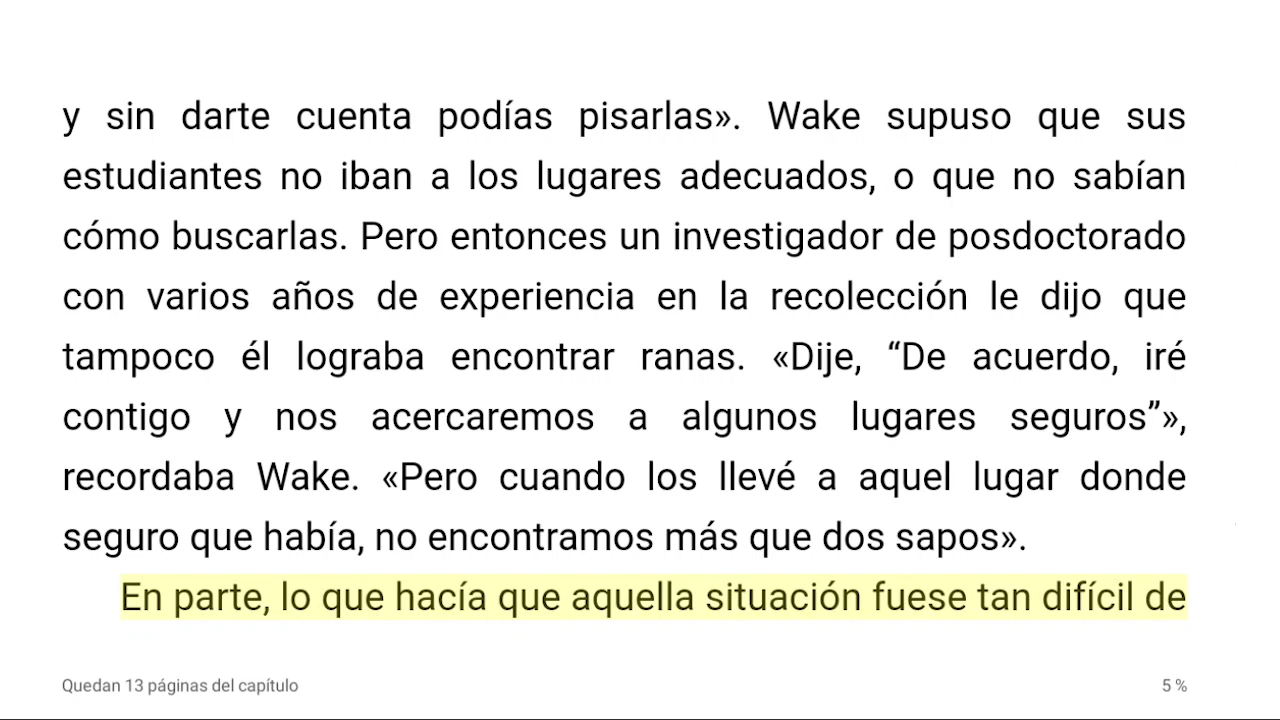 y sin darte cuenta podías pisarlas». Wake supuso que sus
estudiantes no iban a los lugares adecuados, o que no sabían
cómo buscarlas. Pero entonces un investigador de posdoctorado
con varios años de experiencia en la recolección le dijo que
tampoco él lograba encontrar ranas. «Dije, “De acuerdo, iré
contigo y nos acercaremos a algunos lugares seguros”»,
recordaba Wake. «Pero cuando los llevé a aquel lugar donde
seguro que había, no encontramos más que dos sapos».
En parte, lo que hacía que aquella situación fuese tan difícil de
Quedan 13 páginas del capítulo
5 %